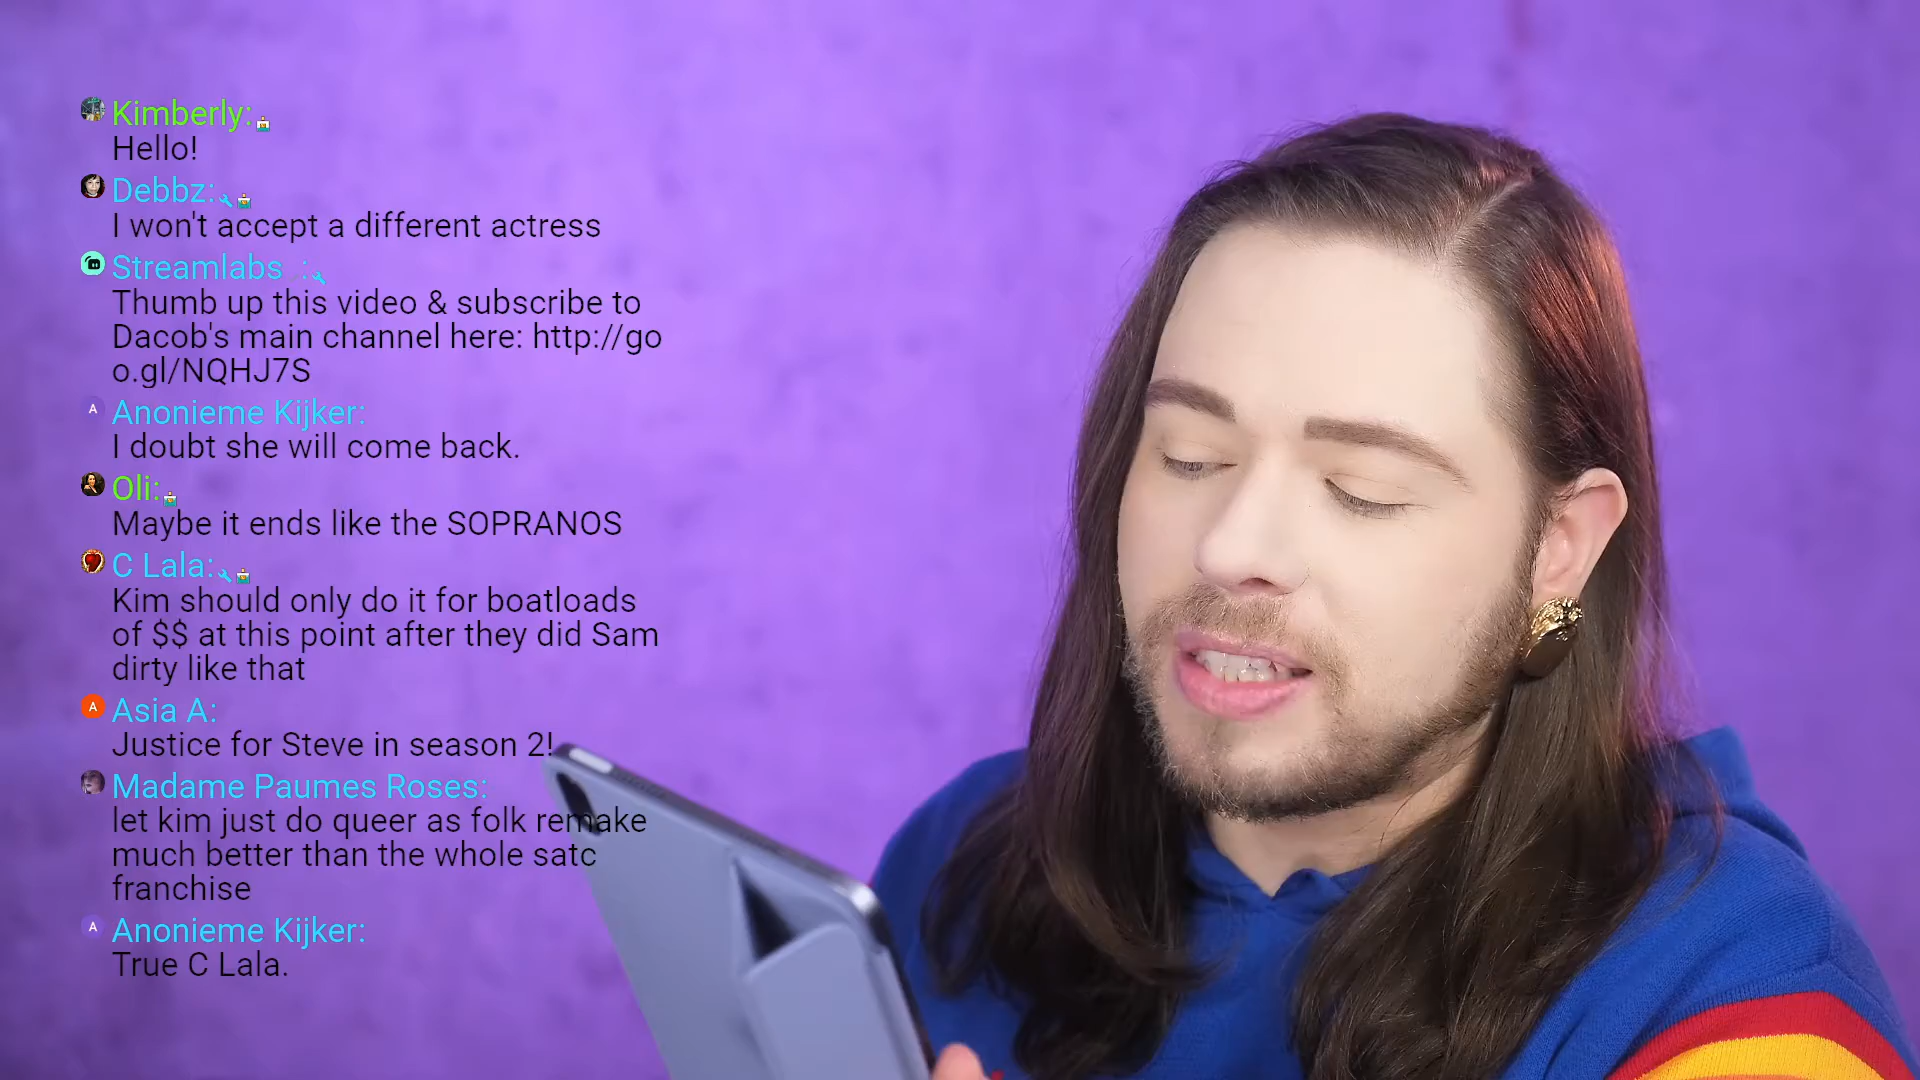 Kimberly:
Hello!
Debbz:
I won't accept a different actress
Streamlabs :
Thumb up this video & subscribe to
Dacob's main channel here: http://go
o.gl/NQHJ7S
A Anonieme Kijker:
I doubt she will come back.
Oli:
Maybe it ends like the SOPRANOS
C Lala:
Kim should only do it for boatloads
of $$ at this point after they did Sam
dirty like that
A Asia A:
Justice for Steve in season 2!
Madame Paumes Roses:
let kim just do queer as folk remake
much better than the whole satc
franchise
A Anonieme Kijker:
True C Lala.